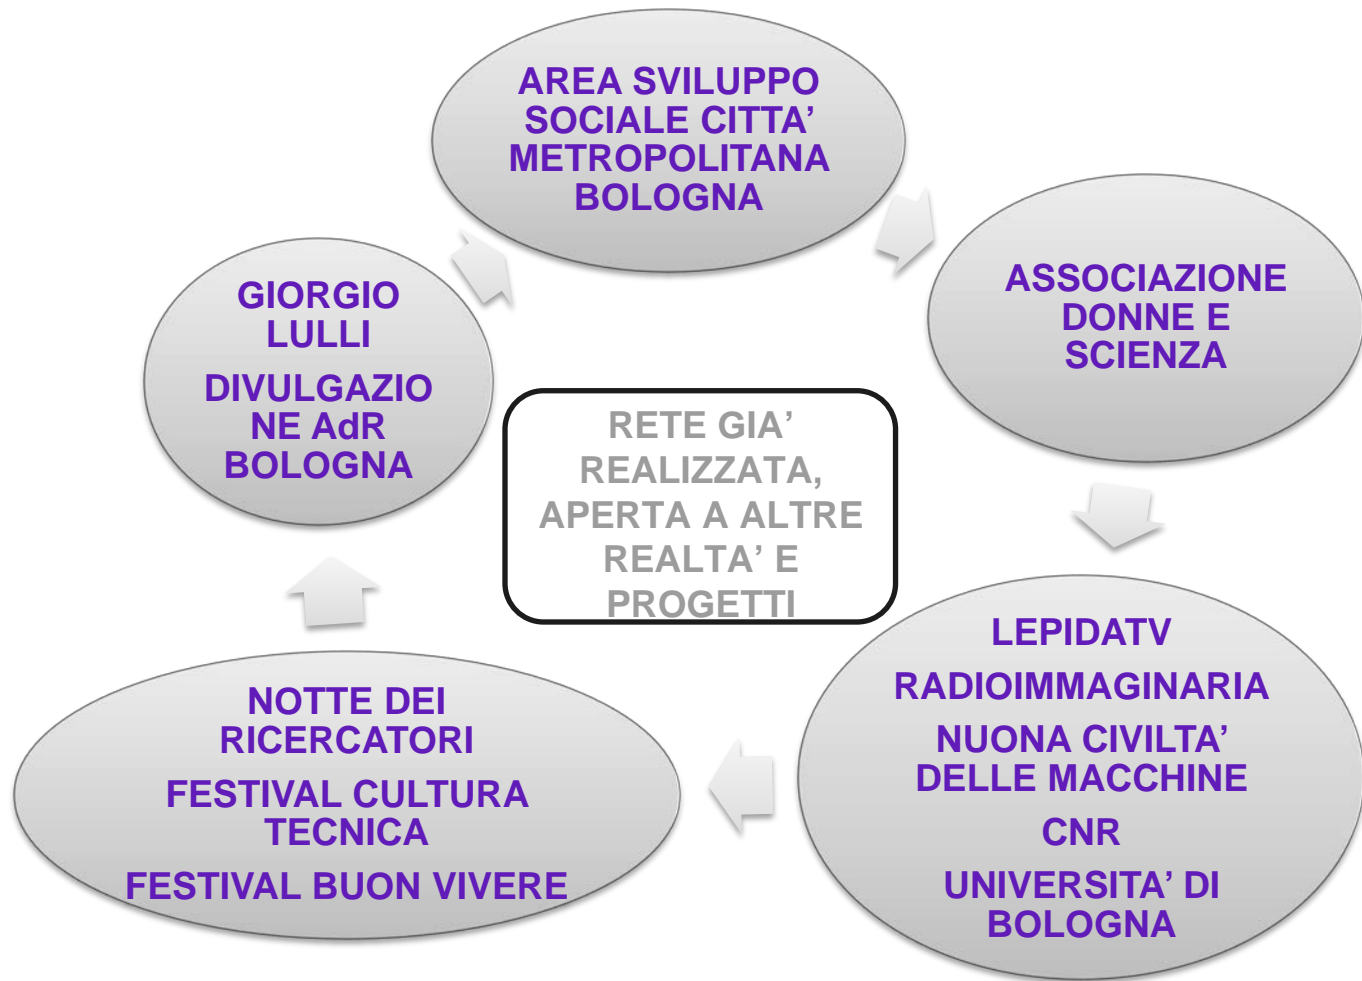 AREA SVILUPPO
SOCIALE CITTA’
METROPOLITANA
BOLOGNA
ASSOCIAZIONE
DONNE E
SCIENZA
LEPIDATV
RADIOIMMAGINARIA
NUONA CIVILTA’
DELLE MACCHINE
CNR
UNIVERSITA’ DI
BOLOGNA
NOTTE DEI
RICERCATORI
FESTIVAL CULTURA
TECNICA
FESTIVAL BUON VIVERE
GIORGIO
LULLI
DIVULGAZIO
NE AdR
BOLOGNA
RETE GIA’
REALIZZATA,
APERTA A ALTRE
REALTA’ E
PROGETTI